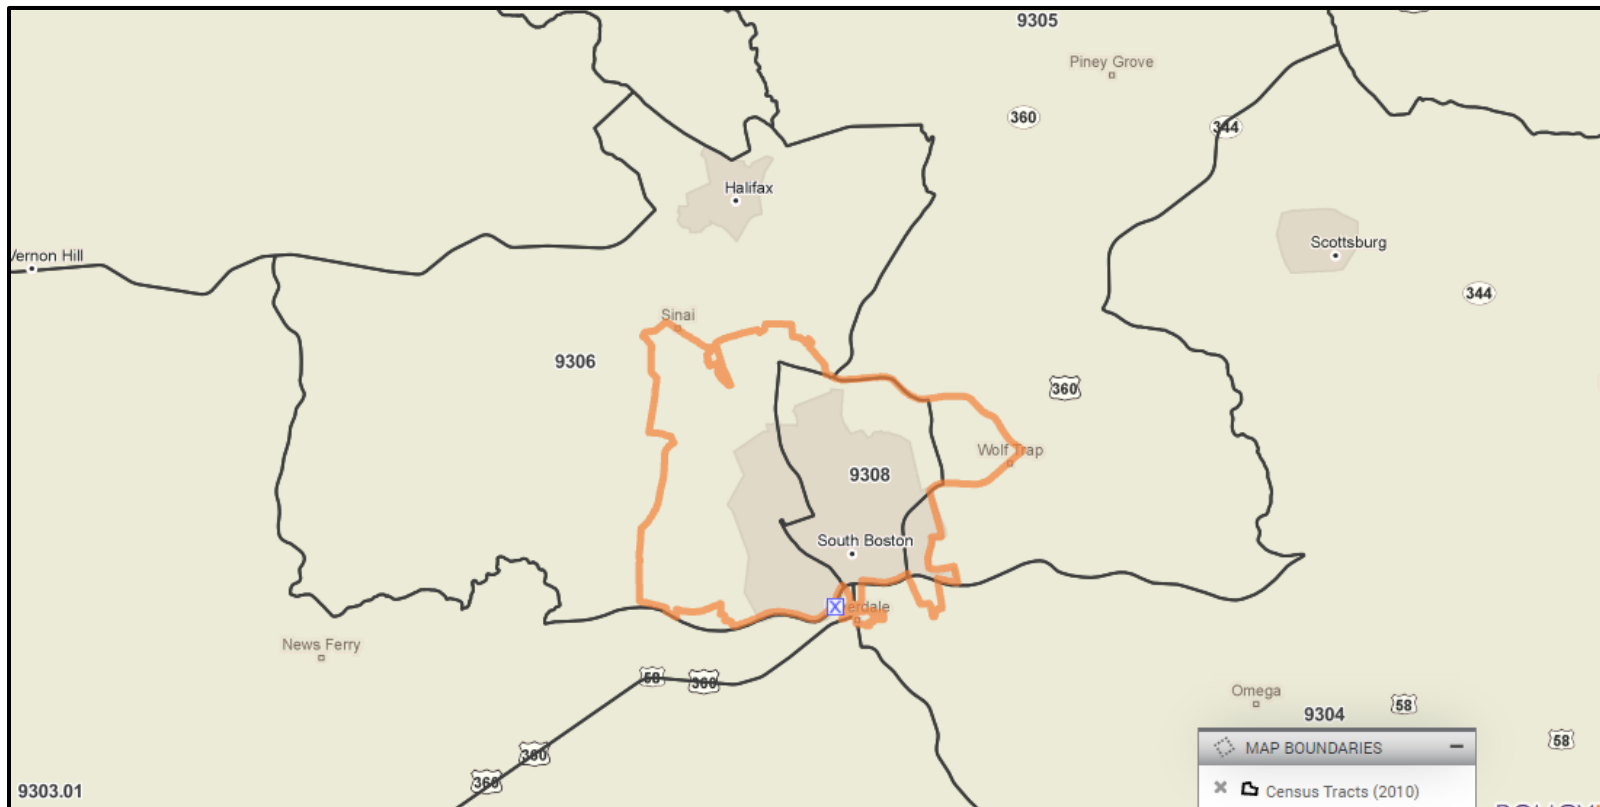 9305
Piney Grove
360
344
Halifax
Scottsburg
Vernon Hill
344
Sinai
9306
360
Wolf Trap
9308
South Boston
News Ferry
58
360
Omega
9304
58
58
MAP BOUNDARIES
360
360
9303.01
Census Tracts (2010)